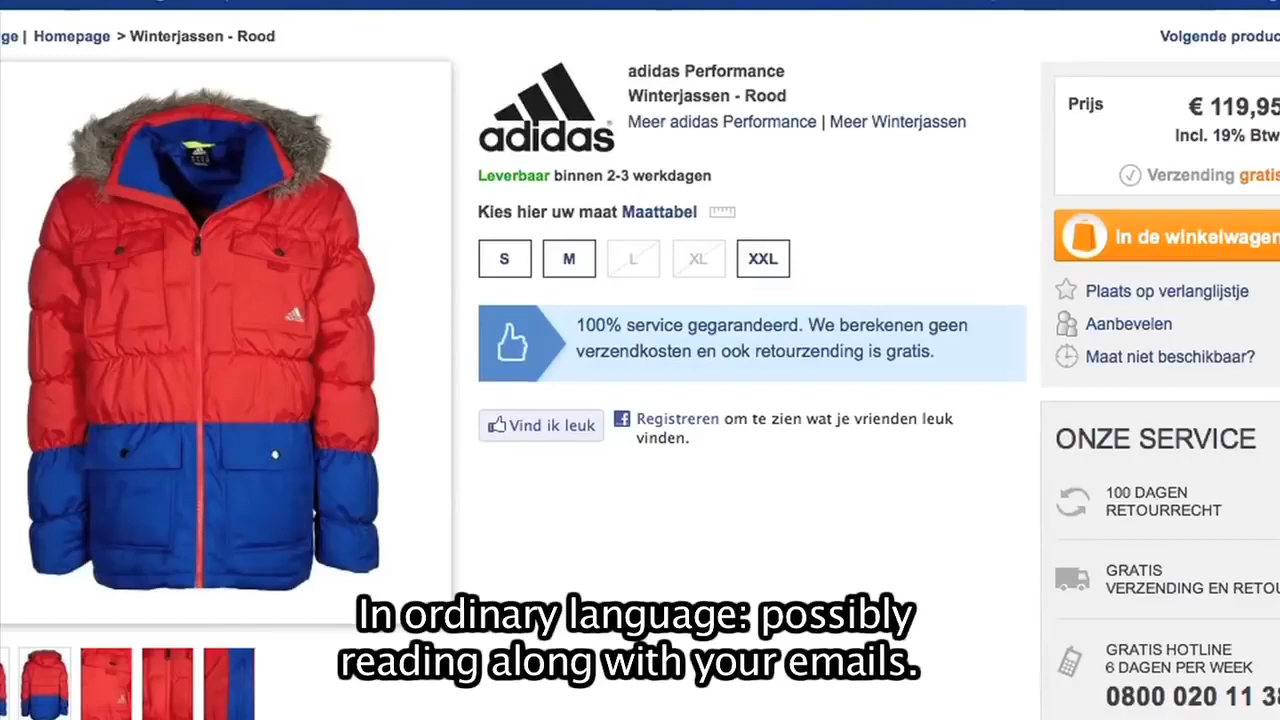 ge | Homepage > Winterjassen - Rood
Volgende produc
adidas
adidas Performance
Winterjassen - Rood
Meer adidas Performance | Meer Winterjassen
Leverbaar binnen 2-3 werkdagen
Kies hier uw maat Maattabel
S M L XL XXL
100% service gegarandeerd. We berekenen geen
verzendkosten en ook retourzending is gratis.
Vind ik leuk
Registreren om te zien wat je vrienden leuk
vinden.
Prijs € 119,95
Incl. 19% Btw
Verzending gratis
In de winkelwagen
Plaats op verlanglijstje
Aanbevelen
Maat niet beschikbaar?
ONZE SERVICE
100 DAGEN
RETOURRECHT
GRATIS
VERZENDING EN RETOU
GRATIS HOTLINE
6 DAGEN PER WEEK
0800 020 11 38
In ordinary language: possibly
reading along with your emails.